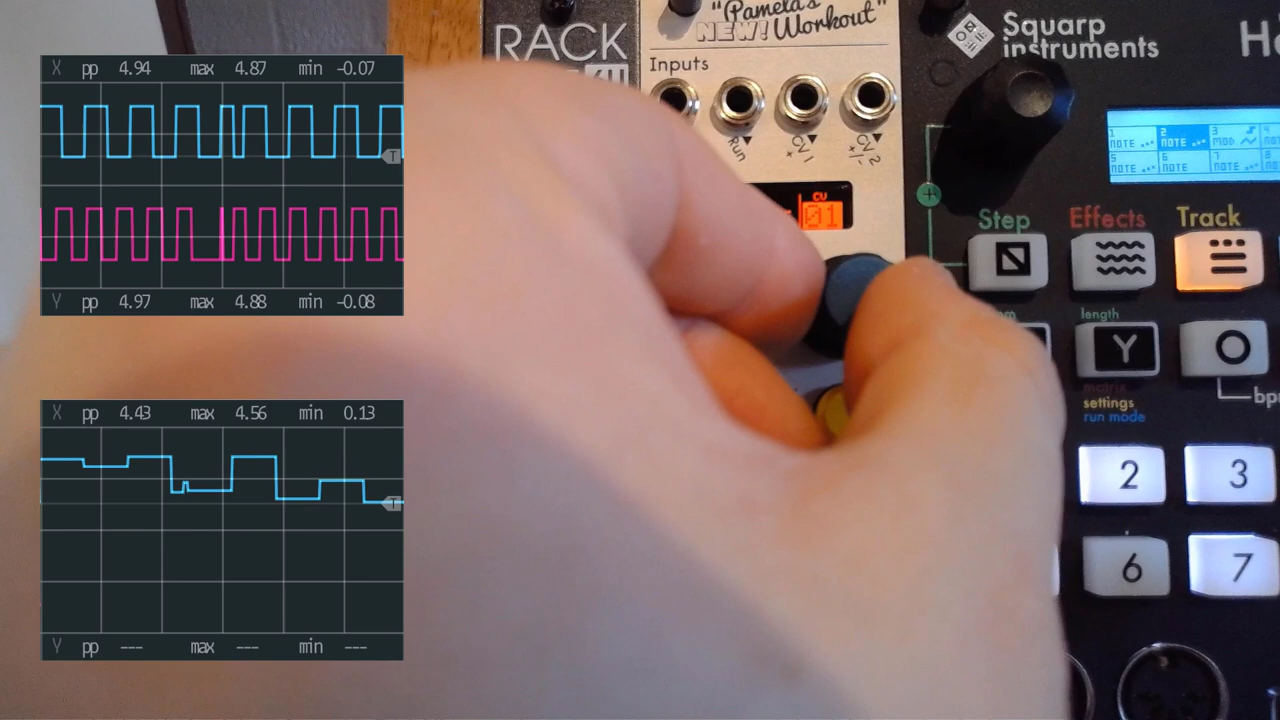 X pp 4.94 max 4.87 min -0.07
T
Y pp 4.97 max 4.88 min -0.08
X pp 4.43 max 4.56 min 0.13
T
Y pp --- max --- min ---
RACK
"Pamela's
NEW! Workout"
Inputs
Run
CV 1
+
CV 2
+/-
CV
01
Squarp
instruments
1 NOTE 2 NOTE 3 MOD
5 NOTE 6 NOTE 7
Step
Effects
Track
length
Y
O
matrix
settings
run mode
2
3
6
7